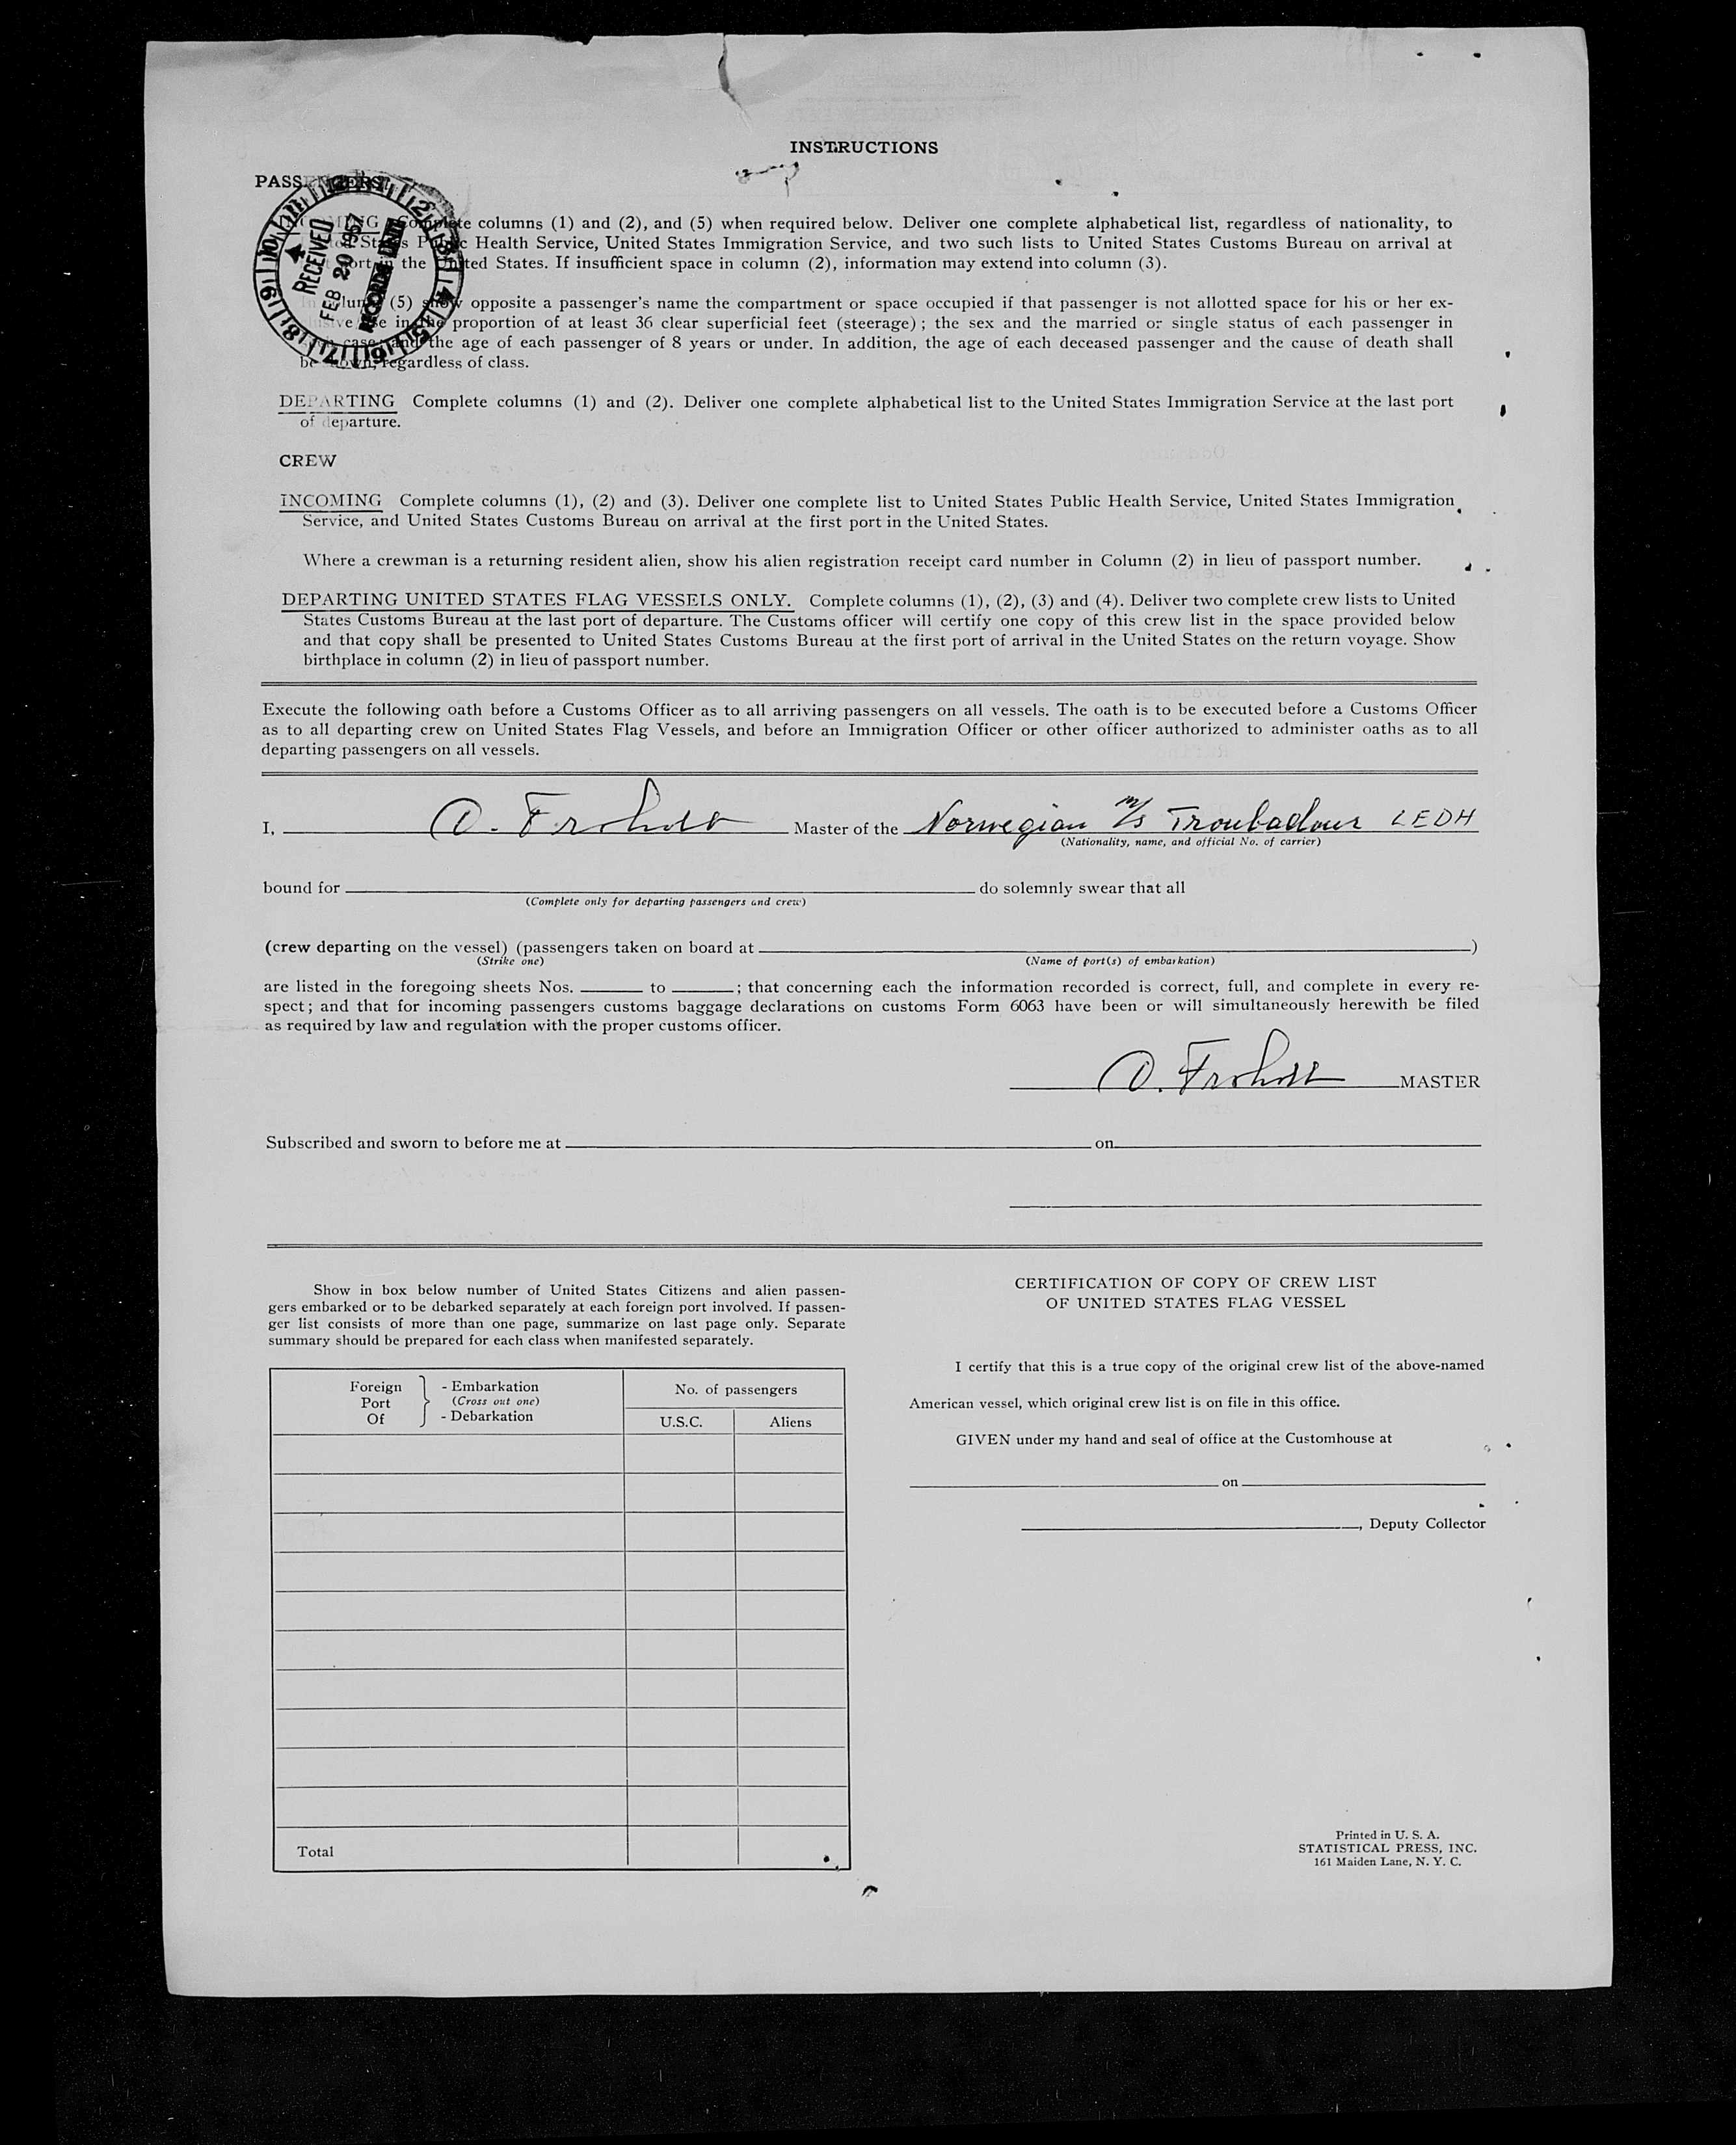 INSTRUCTIONS
PASSENGERS
INCOMING Complete columns (1) and (2), and (5) when required below. Deliver one complete alphabetical list, regardless of nationality, to
States Public Health Service, United States Immigration Service, and two such lists to United States Customs Bureau on arrival at
port in the United States. If insufficient space in column (2), information may extend into column (3).
In column (5) show opposite a passenger's name the compartment or space occupied if that passenger is not allotted space for his or her ex-
clusive use in the proportion of at least 36 clear superficial feet (steerage); the sex and the married or single status of each passenger in
case; and the age of each passenger of 8 years or under. In addition, the age of each deceased passenger and the cause of death shall
be shown, regardless of class.
RECEIVED
FEB 20 1957
RECORDS UNIT
DEPARTING Complete columns (1) and (2). Deliver one complete alphabetical list to the United States Immigration Service at the last port
of departure.
CREW
INCOMING Complete columns (1), (2) and (3). Deliver one complete list to United States Public Health Service, United States Immigration
Service, and United States Customs Bureau on arrival at the first port in the United States.
Where a crewman is a returning resident alien, show his alien registration receipt card number in Column (2) in lieu of passport number.
DEPARTING UNITED STATES FLAG VESSELS ONLY. Complete columns (1), (2), (3) and (4). Deliver two complete crew lists to United
States Customs Bureau at the last port of departure. The Customs officer will certify one copy of this crew list in the space provided below
and that copy shall be presented to United States Customs Bureau at the first port of arrival in the United States on the return voyage. Show
birthplace in column (2) in lieu of passport number.
Execute the following oath before a Customs Officer as to all arriving passengers on all vessels. The oath is to be executed before a Customs Officer
as to all departing crew on United States Flag Vessels, and before an Immigration Officer or other officer authorized to administer oaths as to all
departing passengers on all vessels.
I, Master of the Norwegian M/S Troubadour LEDH
(Nationality, name, and official No. of carrier)
bound for do solemnly swear that all
(Complete only for departing passengers and crew)
(crew departing on the vessel) (passengers taken on board at )
(Strike one) (Name of port(s) of embarkation)
are listed in the foregoing sheets Nos. to ; that concerning each the information recorded is correct, full, and complete in every re-
spect; and that for incoming passengers customs baggage declarations on customs Form 6063 have been or will simultaneously herewith be filed
as required by law and regulation with the proper customs officer.
MASTER
Subscribed and sworn to before me at on
Show in box below number of United States Citizens and alien passen-
gers embarked or to be debarked separately at each foreign port involved. If passen-
ger list consists of more than one page, summarize on last page only. Separate
summary should be prepared for each class when manifested separately.
Foreign Port Of - Embarkation
(Cross out one)
- Debarkation
No. of passengers
U.S.C. Aliens
Total
CERTIFICATION OF COPY OF CREW LIST
OF UNITED STATES FLAG VESSEL
I certify that this is a true copy of the original crew list of the above-named
American vessel, which original crew list is on file in this office.
GIVEN under my hand and seal of office at the Customhouse at
on
, Deputy Collector
Printed in U. S. A.
STATISTICAL PRESS, INC.
161 Maiden Lane, N. Y. C.